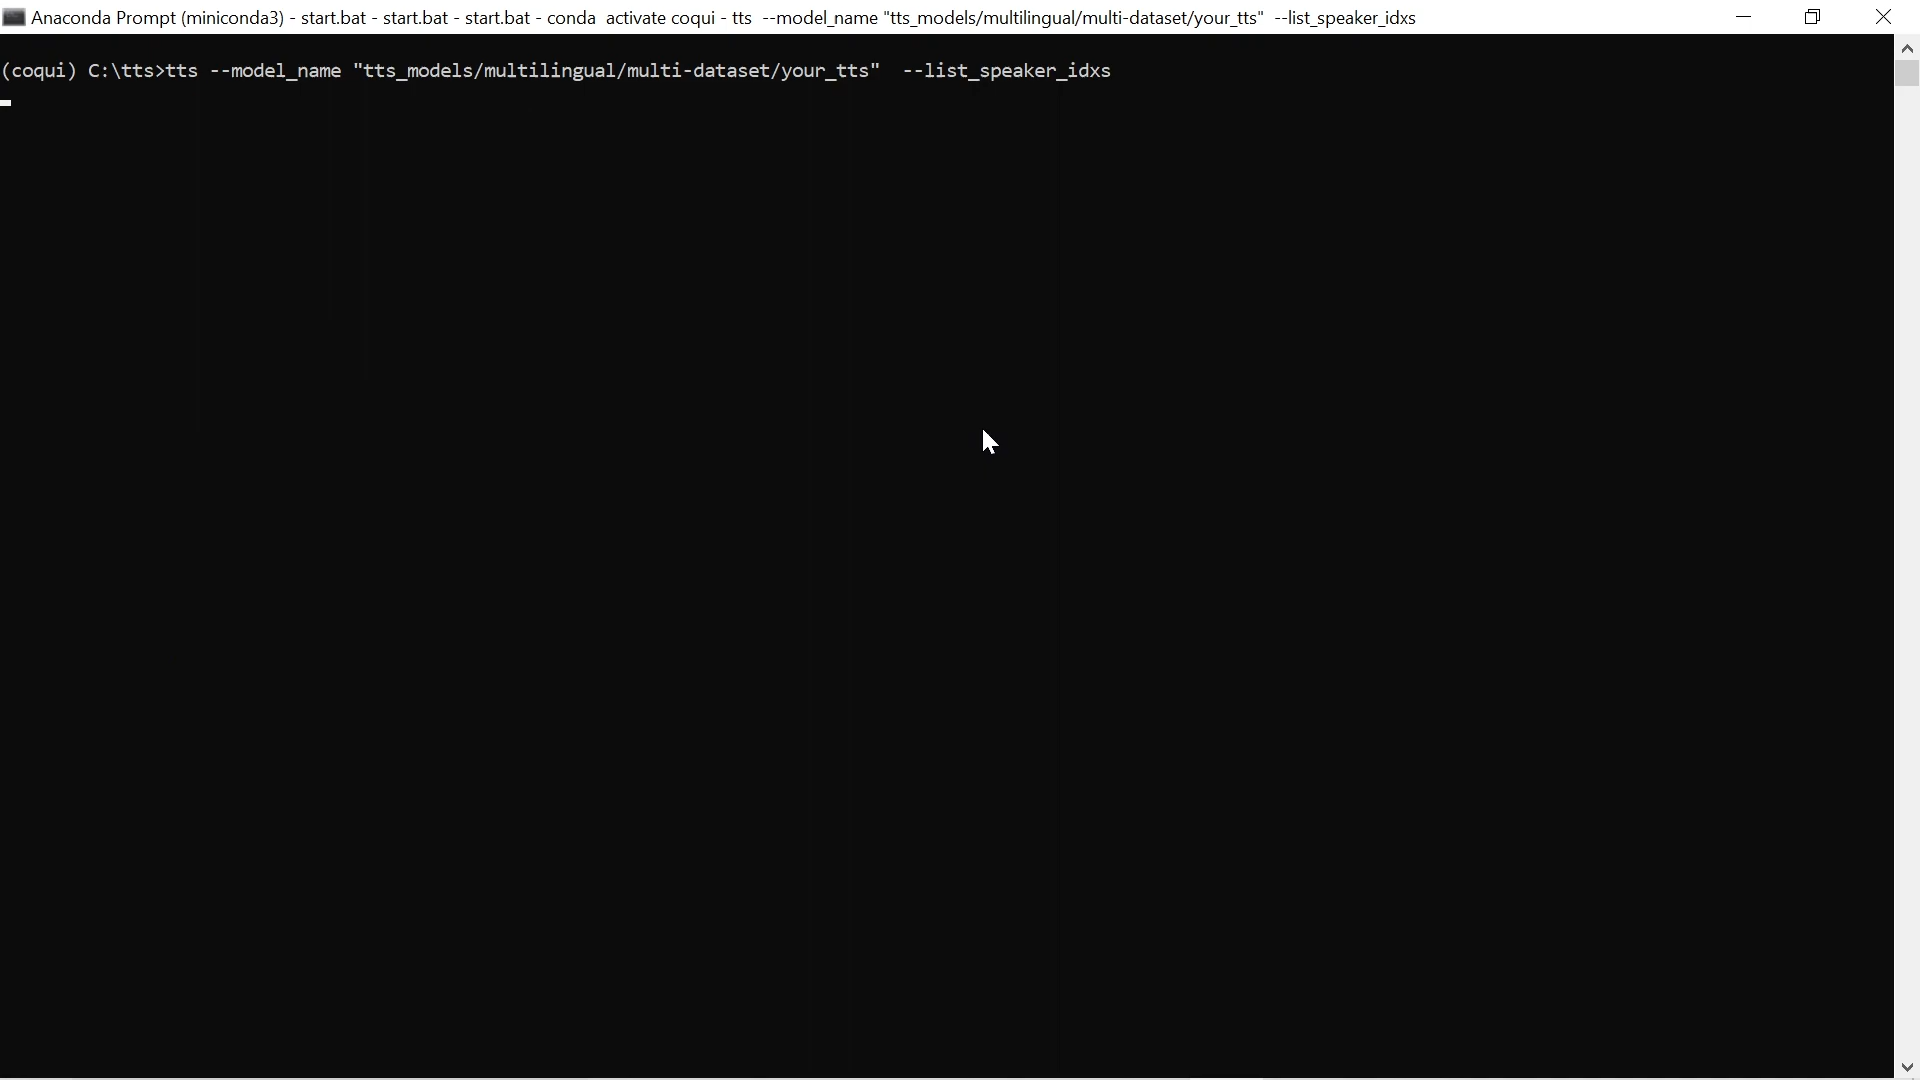 Anaconda Prompt (miniconda3) - start.bat - start.bat - start.bat - conda  activate coqui - tts  --model_name "tts_models/multilingual/multi-dataset/your_tts"  --list_speaker_idxs
(coqui) C:\tts>tts --model_name "tts_models/multilingual/multi-dataset/your_tts"  --list_speaker_idxs